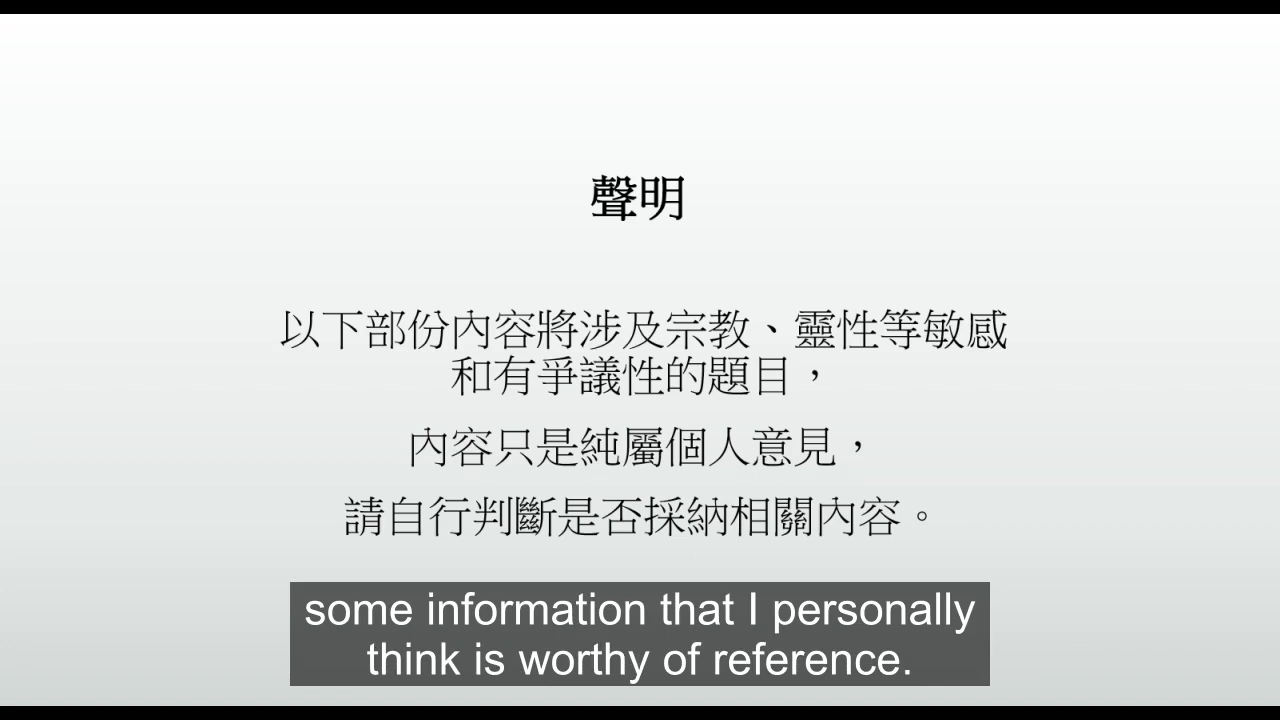 聲明
以下部份內容將涉及宗教、靈性等敏感
和有爭議性的題目，
內容只是純屬個人意見，
請自行判斷是否採納相關內容。
some information that I personally
think is worthy of reference.